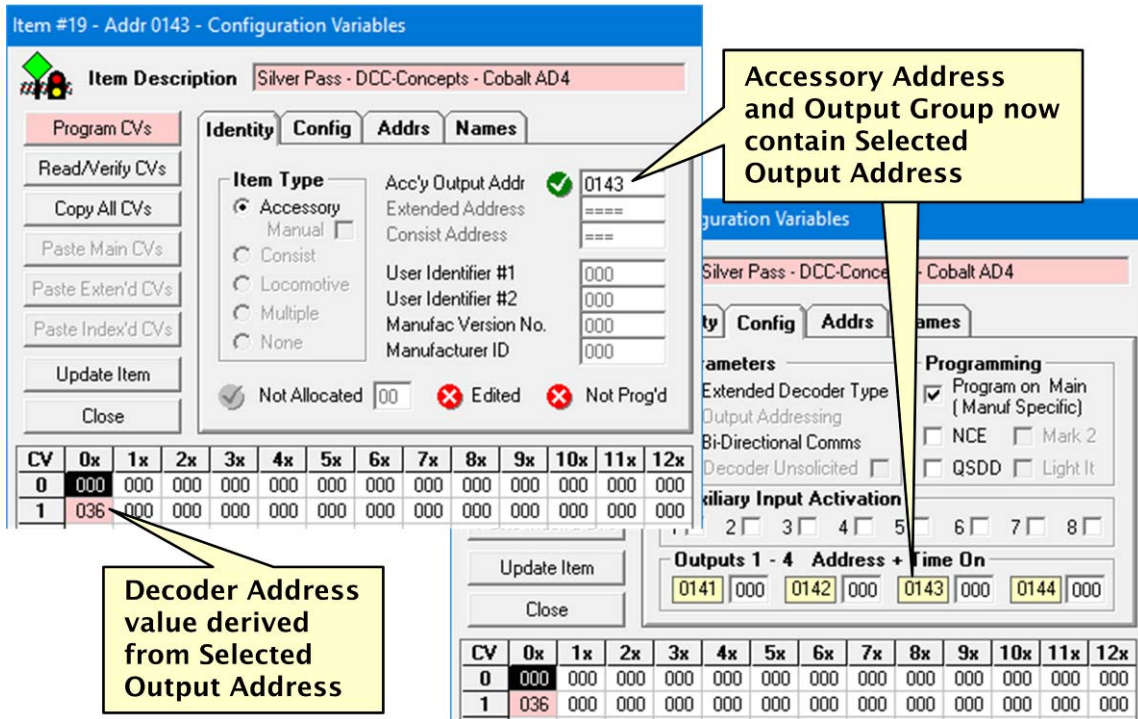 Item #19 - Addr 0143 - Configuration Variables
Item Description Silver Pass - DCC-Concepts - Cobalt AD4
Program CVs
Read/Verify CVs
Copy All CVs
Paste Main CVs
Paste Exten'd CVs
Paste Index'd CVs
Update Item
Close
Identity Config Addrs Names
Item Type
Accessory
Manual
Consist
Locomotive
Multiple
None
Acc'y Output Addr 0143
Extended Address ====
Consist Address ===
User Identifier #1 000
User Identifier #2 000
Manufac Version No. 000
Manufacturer ID 000
Not Allocated 00 Edited Not Prog'd
CV 0x 1x 2x 3x 4x 5x 6x 7x 8x 9x 10x 11x 12x
0 000 000 000 000 000 000 000 000 000 000 000 000 000
1 036 000 000 000 000 000 000 000 000 000 000 000 000
Accessory Address
and Output Group now
contain Selected
Output Address
Decoder Address
value derived
from Selected
Output Address
guration Variables
Silver Pass - DCC-Conce - Cobalt AD4
ty Config Addrs ames
ameters
Extended Decoder Type
Output Addressing
Bi-Directional Comms
Decoder Unsolicited
Programming
Program on Main
(Manuf Specific)
NCE Mark 2
QSDD Light It
xiliary Input Activation
1 2 3 4 5 6 7 8
Outputs 1 - 4 Address + Time On
0141 000 0142 000 0143 000 0144 000
Update Item
Close
CV 0x 1x 2x 3x 4x 5x 6x 7x 8x 9x 10x 11x 12x
0 000 000 000 000 000 000 000 000 000 000 000 000 000
1 036 000 000 000 000 000 000 000 000 000 000 000 000